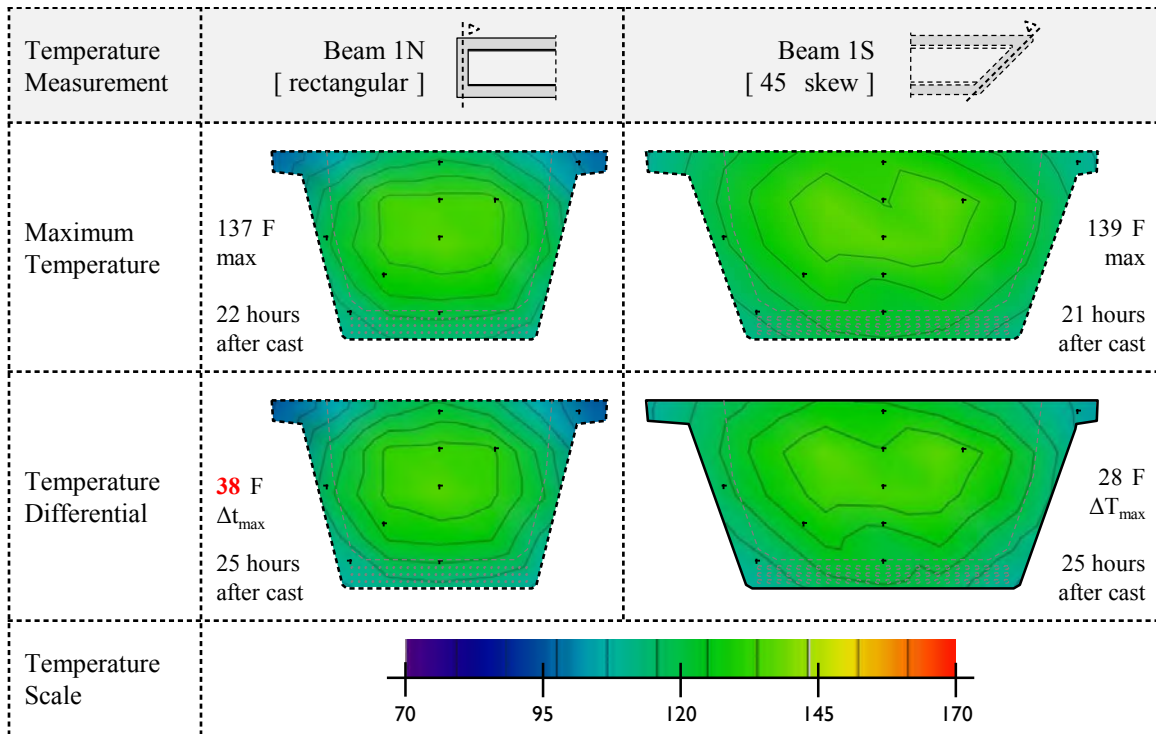 Temperature
Measurement
Beam 1N
[ rectangular ]
Beam 1S
[ 45 skew ]
Maximum
Temperature
137 F
max
22 hours
after cast
139 F
max
21 hours
after cast
Temperature
Differential
38 F
Δtmax
25 hours
after cast
28 F
ΔTmax
25 hours
after cast
Temperature
Scale
70 95 120 145 170